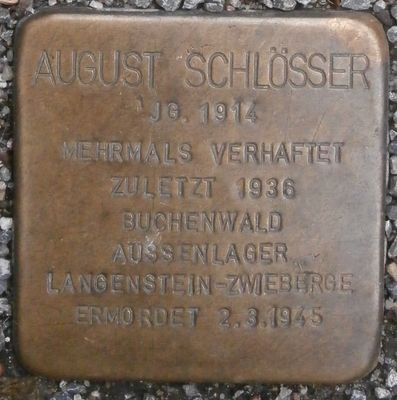 AUGUST SCHLÖSSER
JG. 1914
MEHRMALS VERHAFTET
ZULETZT 1936
BUCHENWALD
AUSSENLAGER
LANGENSTEIN-ZWIEBERGE
ERMORDET 2.3.1945